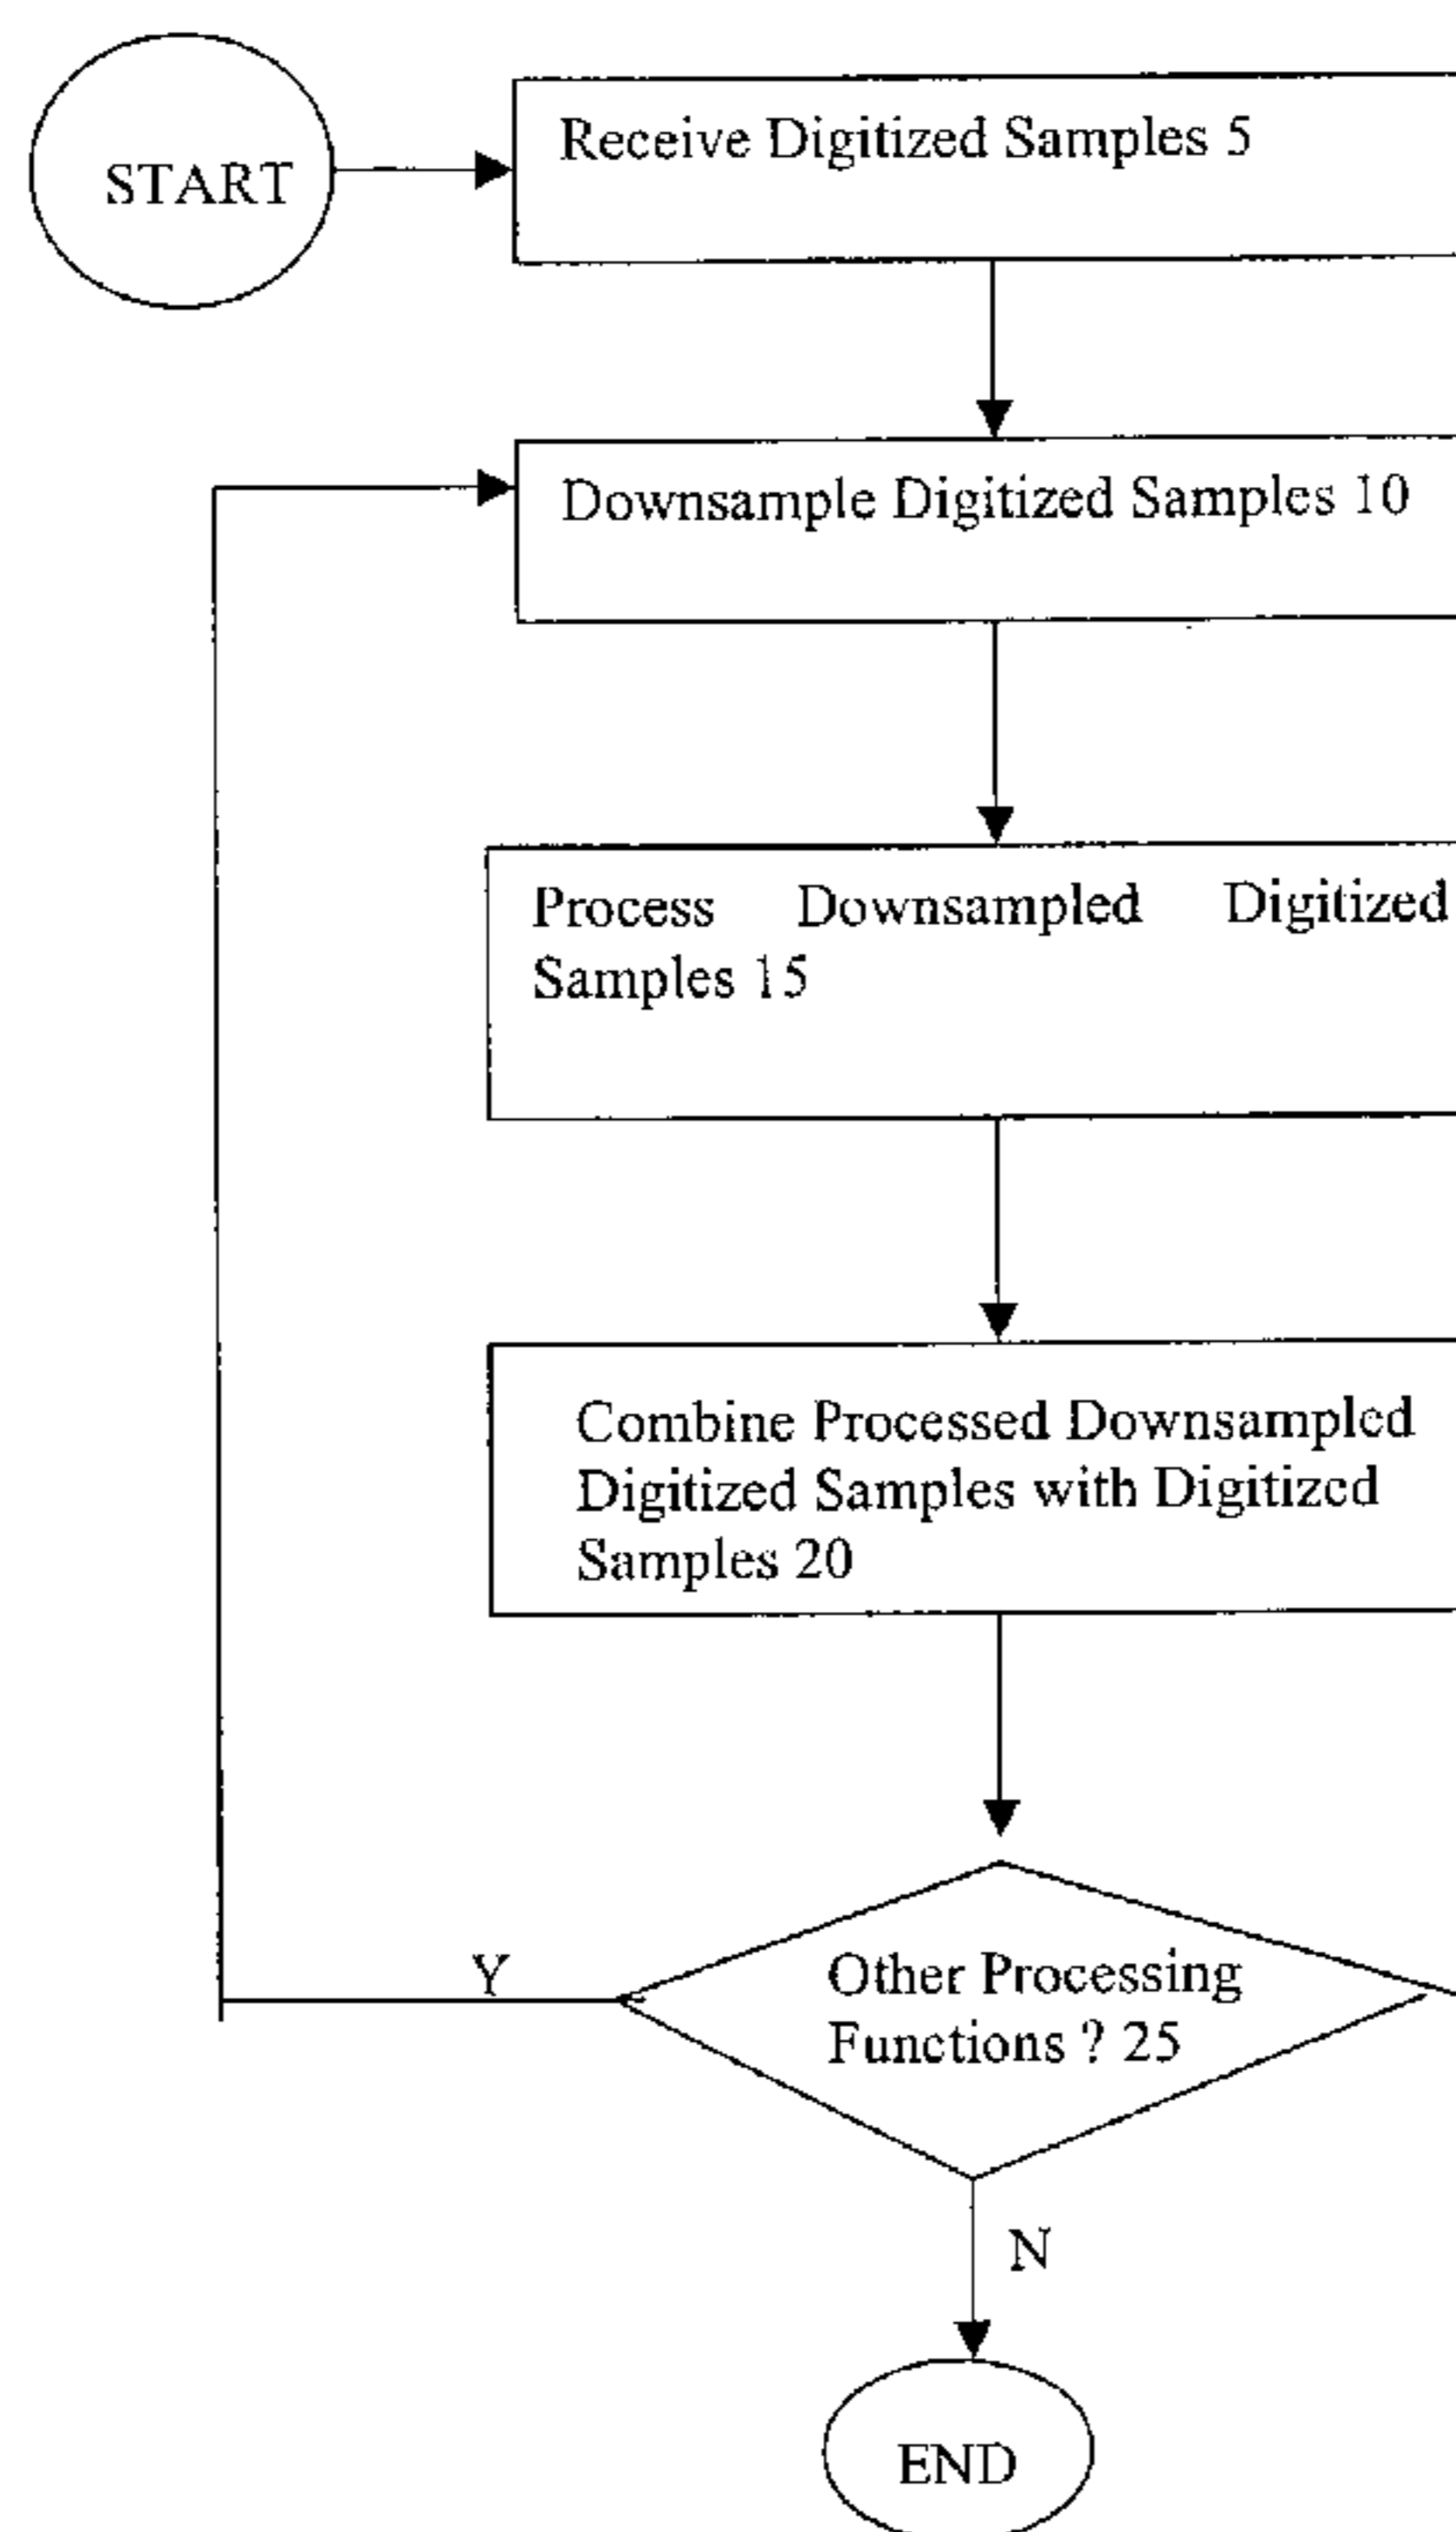 START
Receive Digitized Samples 5
Downsample Digitized Samples 10
Process Downsampled Digitized
Samples 15
Combine Processed Downsampled
Digitized Samples with Digitized
Samples 20
Other Processing
Functions ? 25
Y
N
END